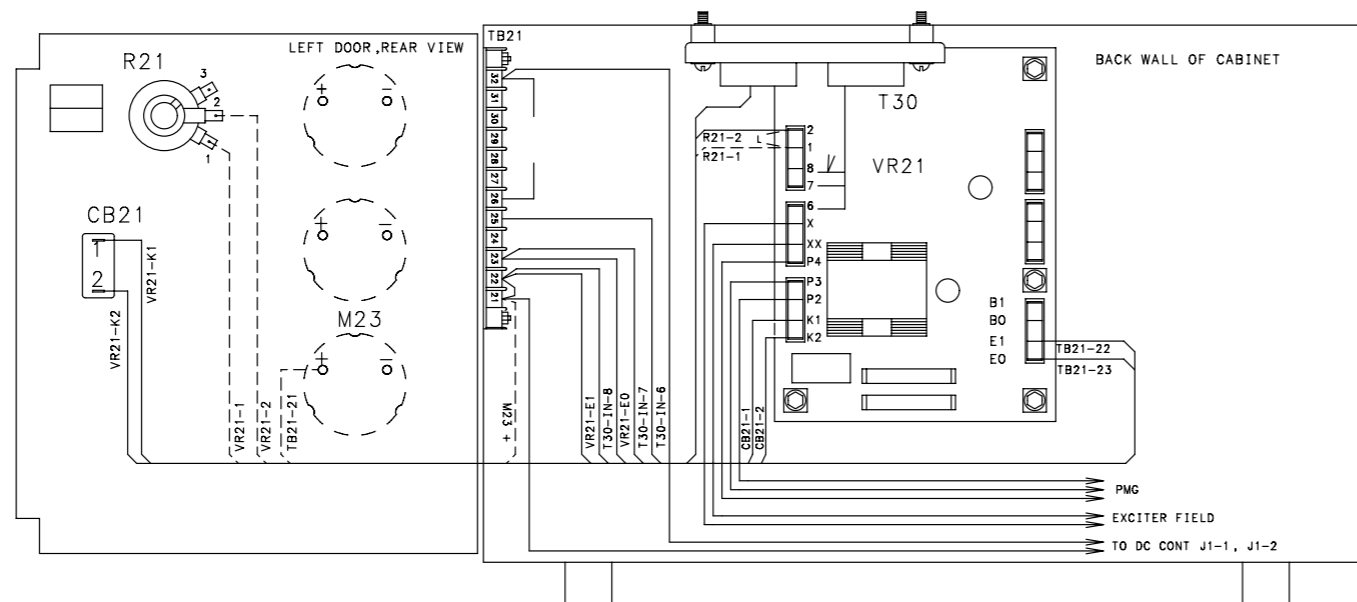 LEFT DOOR,REAR VIEW
R21
3
2
1
+ −
CB21
1
2
+ −
M23
+ −
VR21-K1
VR21-K2
VR21-1
VR21-2
TB21-21
TB21
32
31
30
29
28
27
26
25
24
23
22
21
M23 +
VR21-E1
T30-IN-8
VR21-E0
T30-IN-7
T30-IN-6
BACK WALL OF CABINET
T30
R21-2
R21-1
L
2
1
8
7
VR21
6
X
XX
P4
P3
P2
K1
K2
CB21-1
CB21-2
B1
B0
E1
E0
TB21-22
TB21-23
PMG
EXCITER FIELD
TO DC CONT J1-1, J1-2